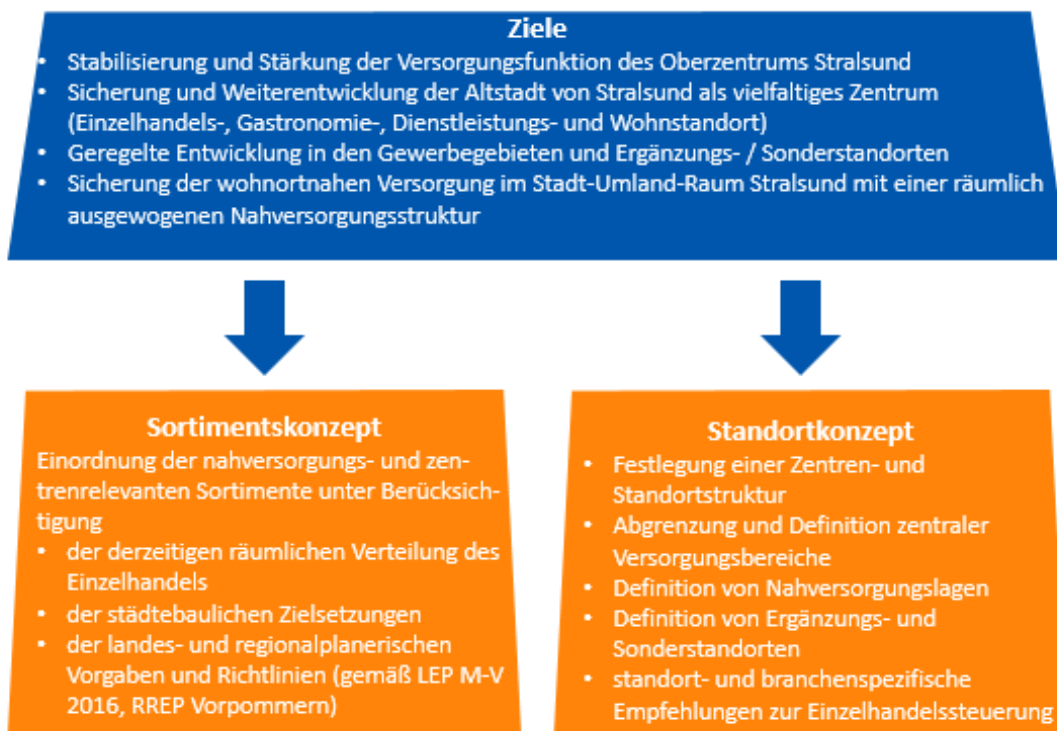 Ziele
• Stabilisierung und Stärkung der Versorgungsfunktion des Oberzentrums Stralsund
• Sicherung und Weiterentwicklung der Altstadt von Stralsund als vielfaltiges Zentrum
(Einzelhandels-, Gastronomie-, Dienstleistungs- und Wohnstandort)
• Geregelte Entwicklung in den Gewerbegebieten und Ergänzungs- / Sonderstandorten
• Sicherung der wohnortnahen Versorgung im Stadt-Umland-Raum Stralsund mit einer räumlich
ausgewogenen Nahversorgungsstruktur
Sortimentskonzept
Einordnung der nahversorgungs- und zen-
trenrelevanten Sortimente unter Berücksich-
tigung
• der derzeitigen räumlichen Verteilung des
Einzelhandels
• der städtebaulichen Zielsetzungen
• der landes- und regionalplanerischen
Vorgaben und Richtlinien (gemäß LEP M-V
2016, RREP Vorpommern)
Standortkonzept
• Festlegung einer Zentren- und
Standortstruktur
• Abgrenzung und Definition zentraler
Versorgungsbereiche
• Definition von Nahversorgungslagen
• Definition von Ergänzungs- und
Sonderstandorten
• standort- und branchenspezifische
Empfehlungen zur Einzelhandelssteuerung